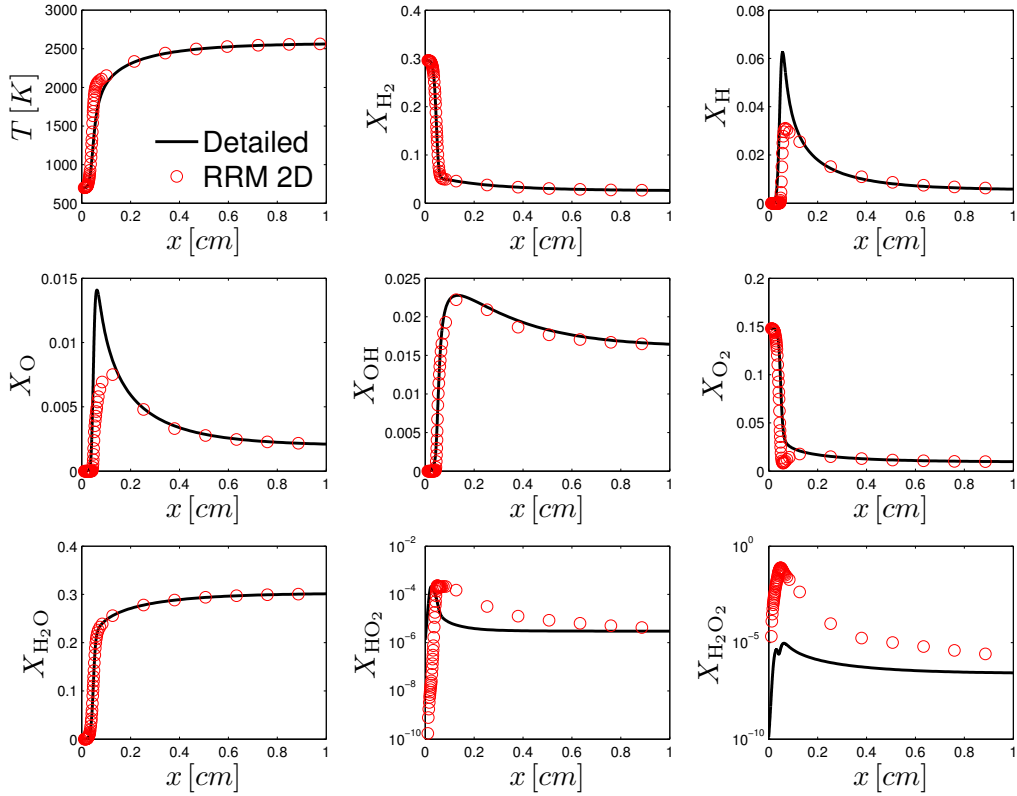 3000
2500
2000
1500
1000
500
T [K]
Detailed
RRM 2D
0 0.2 0.4 0.6 0.8 1
x [cm]
0.4
0.3
0.2
0.1
0
X_H₂
0 0.2 0.4 0.6 0.8 1
x [cm]
0.08
0.06
0.04
0.02
0
X_H
0 0.2 0.4 0.6 0.8 1
x [cm]
0.015
0.01
0.005
0
X_O
0 0.2 0.4 0.6 0.8 1
x [cm]
0.025
0.02
0.015
0.01
0.005
0
X_OH
0 0.2 0.4 0.6 0.8 1
x [cm]
0.2
0.15
0.1
0.05
0
X_O₂
0 0.2 0.4 0.6 0.8 1
x [cm]
0.4
0.3
0.2
0.1
0
X_H₂O
0 0.2 0.4 0.6 0.8 1
x [cm]
10⁻²
10⁻⁴
10⁻⁶
10⁻⁸
10⁻¹⁰
X_HO₂
0 0.2 0.4 0.6 0.8 1
x [cm]
10⁰
10⁻⁵
10⁻¹⁰
X_H₂O₂
0 0.2 0.4 0.6 0.8 1
x [cm]